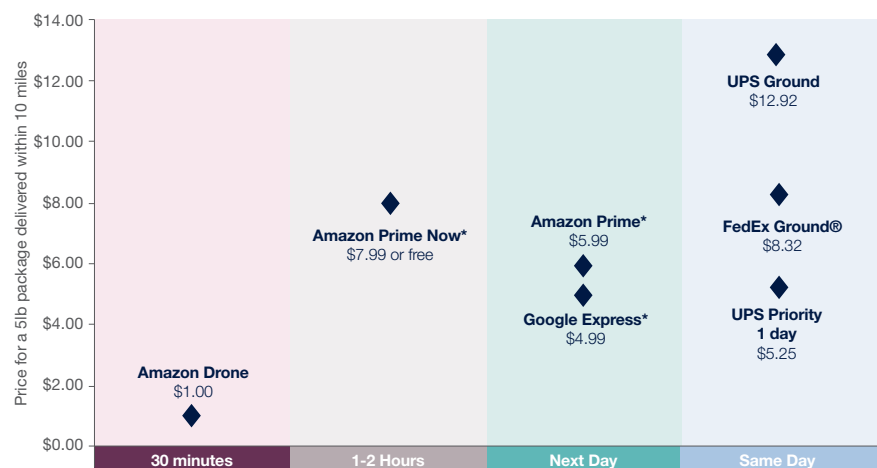 Price for a 5lb package delivered within 10 miles
$14.00
$12.00
$10.00
$8.00
$6.00
$4.00
$2.00
$0.00
Amazon Drone
$1.00
Amazon Prime Now*
$7.99 or free
Amazon Prime*
$5.99
Google Express*
$4.99
UPS Ground
$12.92
FedEx Ground®
$8.32
UPS Priority
1 day
$5.25
30 minutes
1-2 Hours
Next Day
Same Day